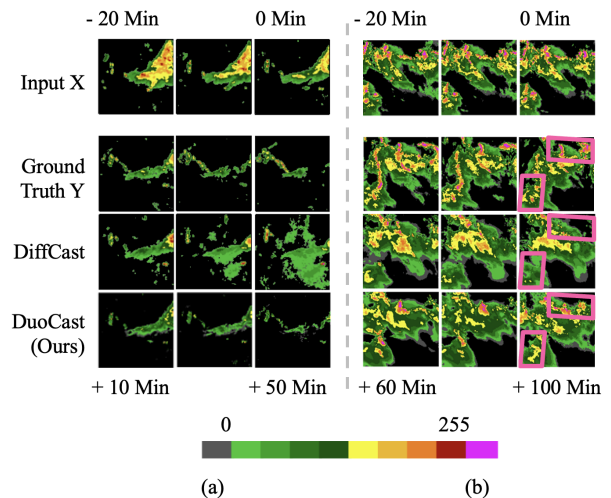 - 20 Min 0 Min - 20 Min 0 Min
Input X
Ground
Truth Y
DiffCast
DuoCast
(Ours)
+ 10 Min + 50 Min + 60 Min + 100 Min
0 255
(a) (b)